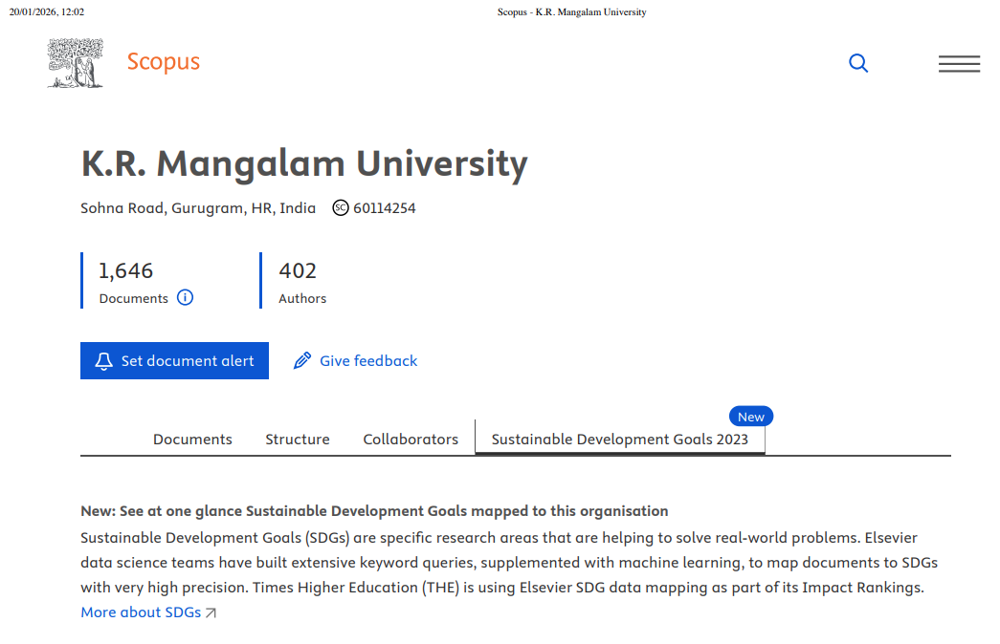 20/01/2026, 12:02
Scopus - K.R. Mangalam University
Scopus
K.R. Mangalam University
Sohna Road, Gurugram, HR, India SC 60114254
1,646
Documents
402
Authors
Set document alert
Give feedback
New
Documents
Structure
Collaborators
Sustainable Development Goals 2023
New: See at one glance Sustainable Development Goals mapped to this organisation
Sustainable Development Goals (SDGs) are specific research areas that are helping to solve real-world problems. Elsevier
data science teams have built extensive keyword queries, supplemented with machine learning, to map documents to SDGs
with very high precision. Times Higher Education (THE) is using Elsevier SDG data mapping as part of its Impact Rankings.
More about SDGs